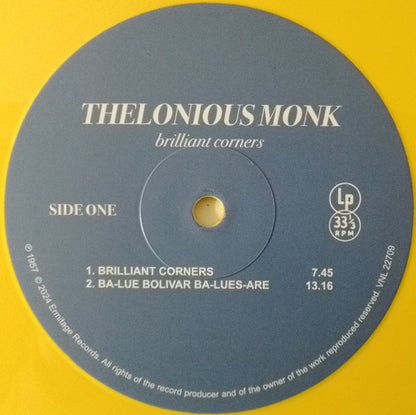 THELONIOUS MONK
brilliant corners
SIDE ONE
Lp
33 1/3
RPM
1. BRILLIANT CORNERS 7.45
2. BA-LUE BOLIVAR BA-LUES-ARE 13.16
℗ 1957 © 2024 Ermitage Records. All rights of the record producer and of the owner of the work reproduced reserved. VNL 22709